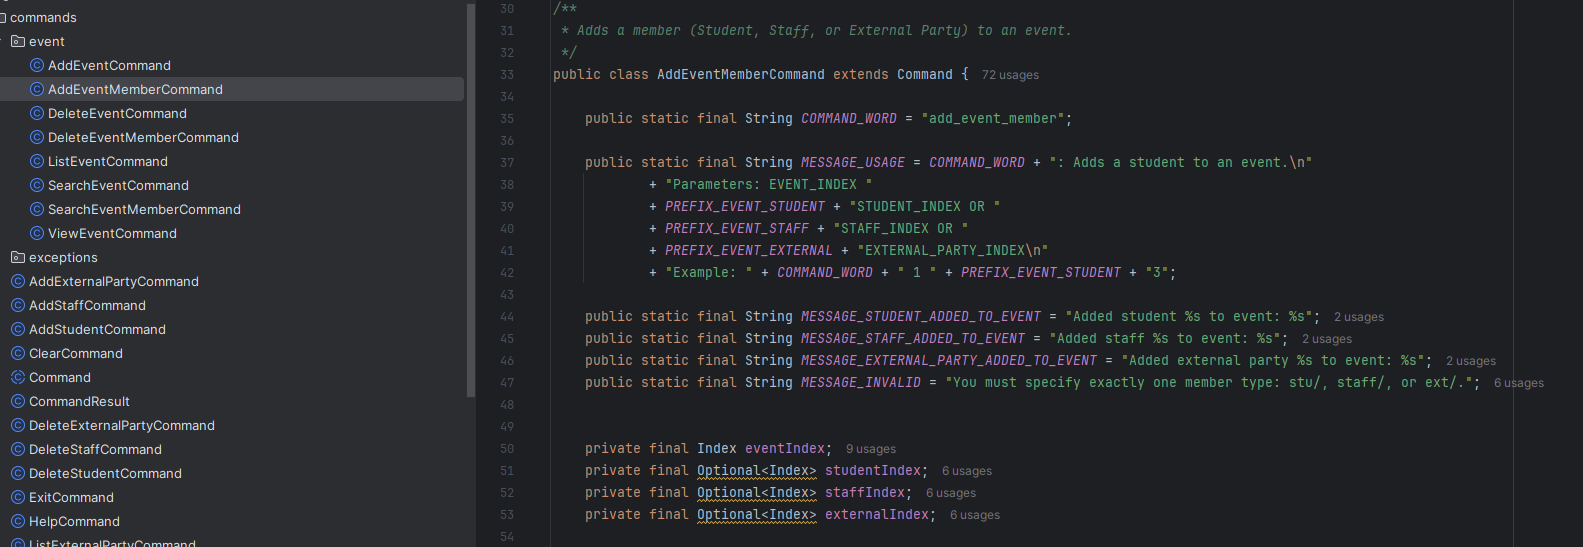 commands
event
AddEventCommand
AddEventMemberCommand
DeleteEventCommand
DeleteEventMemberCommand
ListEventCommand
SearchEventCommand
SearchEventMemberCommand
ViewEventCommand
exceptions
AddExternalPartyCommand
AddStaffCommand
AddStudentCommand
ClearCommand
Command
CommandResult
DeleteExternalPartyCommand
DeleteStaffCommand
DeleteStudentCommand
ExitCommand
HelpCommand
ListExternalPartyCommand
30 /**
31 * Adds a member (Student, Staff, or External Party) to an event.
32 */
33 public class AddEventMemberCommand extends Command { 72 usages
34
35 public static final String COMMAND_WORD = "add_event_member";
36
37 public static final String MESSAGE_USAGE = COMMAND_WORD + ": Adds a student to an event.\n"
38 + "Parameters: EVENT_INDEX "
39 + PREFIX_EVENT_STUDENT + "STUDENT_INDEX OR "
40 + PREFIX_EVENT_STAFF + "STAFF_INDEX OR "
41 + PREFIX_EVENT_EXTERNAL + "EXTERNAL_PARTY_INDEX\n"
42 + "Example: " + COMMAND_WORD + " 1 " + PREFIX_EVENT_STUDENT + "3";
43
44 public static final String MESSAGE_STUDENT_ADDED_TO_EVENT = "Added student %s to event: %s"; 2 usages
45 public static final String MESSAGE_STAFF_ADDED_TO_EVENT = "Added staff %s to event: %s"; 2 usages
46 public static final String MESSAGE_EXTERNAL_PARTY_ADDED_TO_EVENT = "Added external party %s to event: %s"; 2 usages
47 public static final String MESSAGE_INVALID = "You must specify exactly one member type: stu/, staff/, or ext/."; 6 usages
48
49
50 private final Index eventIndex; 9 usages
51 private final Optional<Index> studentIndex; 6 usages
52 private final Optional<Index> staffIndex; 6 usages
53 private final Optional<Index> externalIndex; 6 usages
54